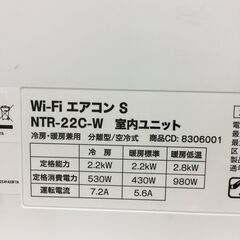 Wi-Fi エアコン S
NTR-22C-W 室内ユニット
冷房・暖房兼用 分離型/空冷式 商品CD: 8306001
冷 房 暖房標準 暖房低温
定格能力 2.2kW 2.2kW 2.8kW
定格消費電力 530W 430W 980W
運転電流 7.2A 5.6A